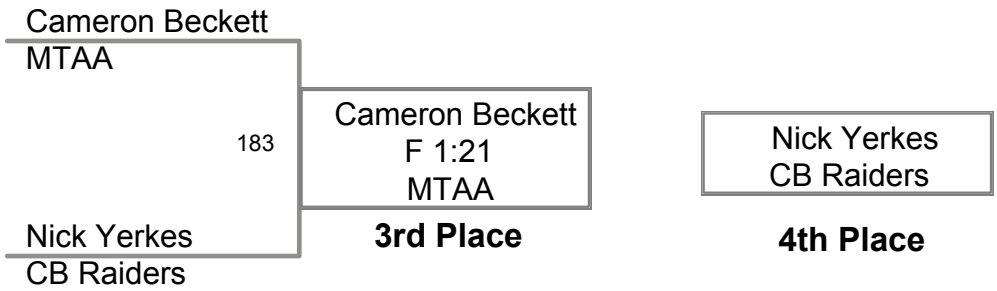 Cameron Beckett
MTAA
183
Cameron Beckett
F 1:21
MTAA
3rd Place
Nick Yerkes
CB Raiders
Nick Yerkes
CB Raiders
4th Place